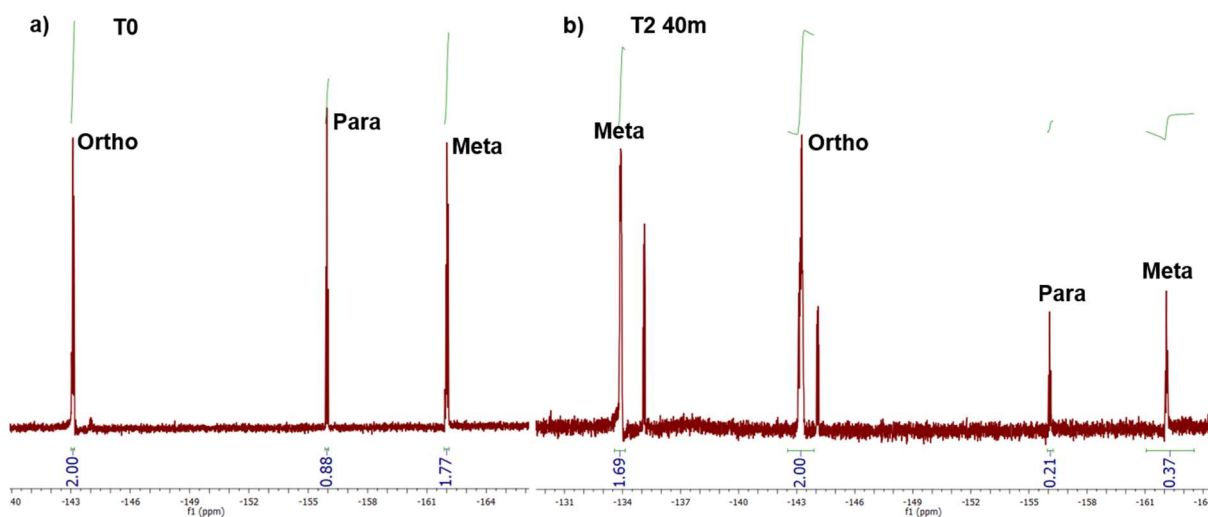 a) T0
Ortho
Para
Meta
2.00
0.88
1.77
40 -143 -146 -149 -152 -155 -158 -161 -164
f1 (ppm)
b) T2 40m
Meta
Ortho
Para
Meta
1.69
2.00
0.21
0.37
-131 -134 -137 -140 -143 -146 -149 -152 -155 -158 -161 -164
f1 (ppm)